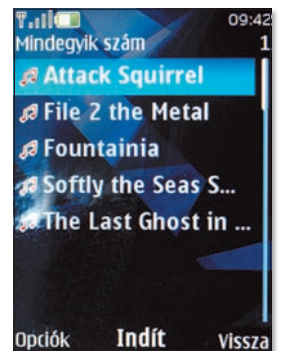 09:42
Mindegyik szám 1
Attack Squirrel
File 2 the Metal
Fountainia
Softly the Seas S...
The Last Ghost in ...
Opciók Indít Vissza